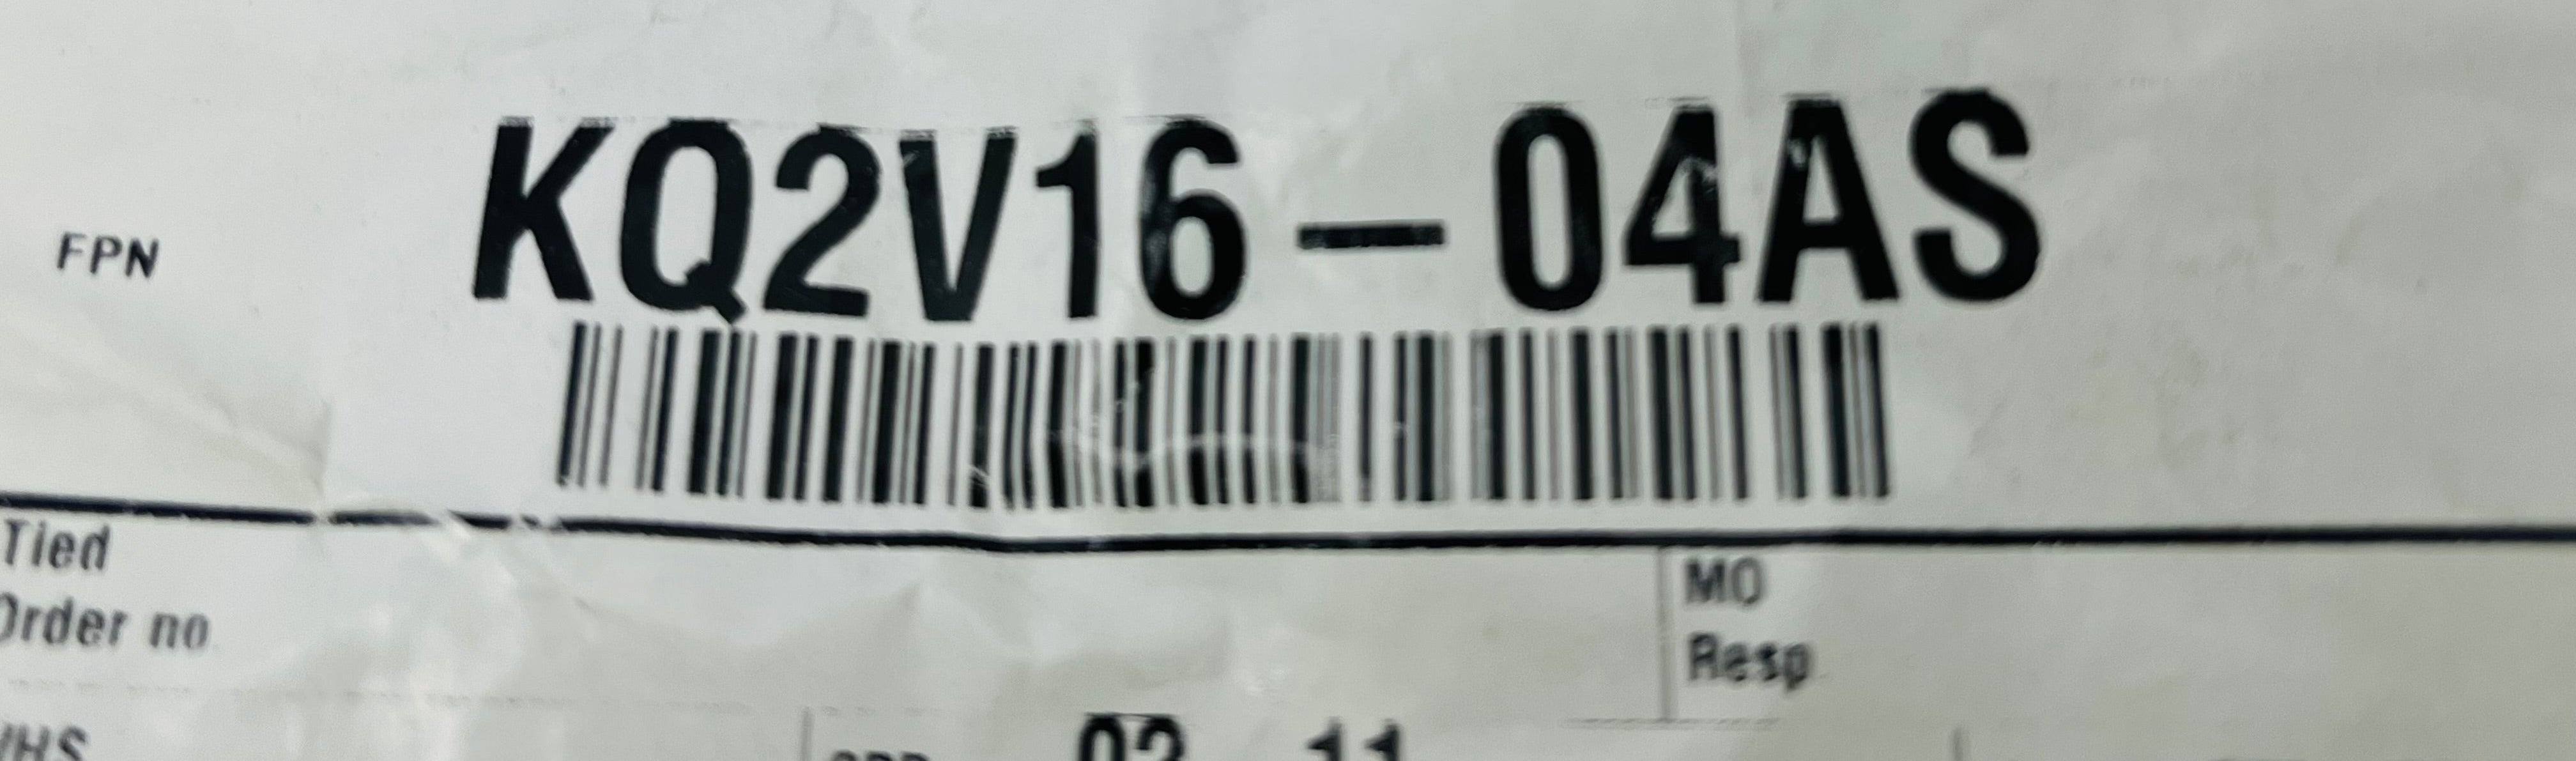 FPN KQ2V16-04AS
Tied MO
Order no Resp